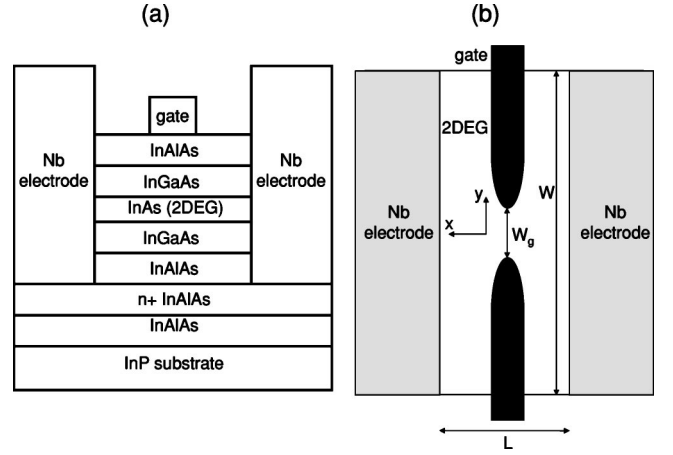 (a)
gate
Nb
electrode
Nb
electrode
InAlAs
InGaAs
InAs (2DEG)
InGaAs
InAlAs
n+ InAlAs
InAlAs
InP substrate
(b)
gate
2DEG
W
y
x
Wg
Nb
electrode
Nb
electrode
L